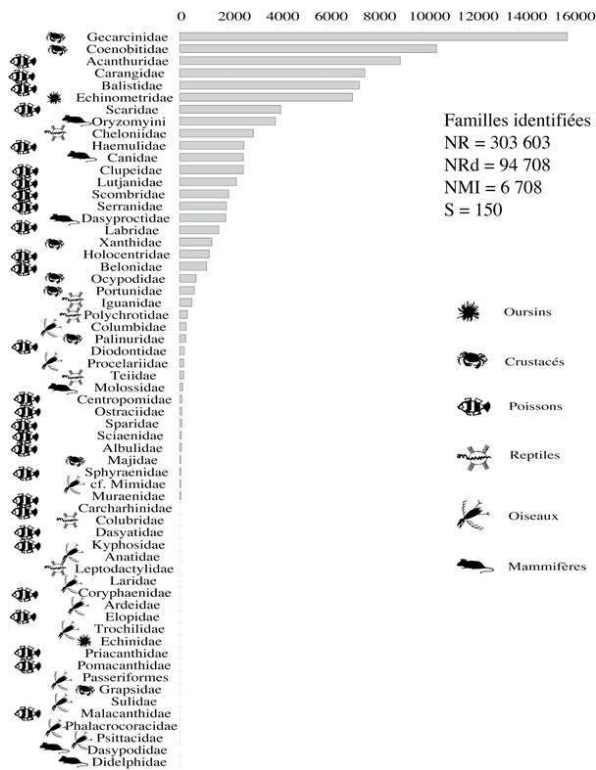 0 2000 4000 6000 8000 10000 12000 14000 16000
Gecarcinidae
Coenobitidae
Acanthuridae
Carangidae
Balistidae
Echinometridae
Scaridae
Oryzomyini
Cheloniidae
Haemulidae
Canidae
Clupeidae
Lutjanidae
Scombridae
Serranidae
Dasyproctidae
Labridae
Xanthidae
Holocentridae
Belonidae
Ocypodidae
Portunidae
Iguanidae
Polychrotidae
Columbidae
Palinuridae
Diodontidae
Procelariidae
Teiidae
Molossidae
Centropomidae
Ostraciidae
Sparidae
Sciaenidae
Albulidae
Majidae
Sphyraenidae
cf. Mimidae
Muraenidae
Carcharhinidae
Colubridae
Dasyatidae
Kyphosidae
Anatidae
Leptodactylidae
Laridae
Coryphaenidae
Ardeidae
Elopidae
Trochilidae
Echinidae
Priacanthidae
Pomacanthidae
Passeriformes
Grapsidae
Sulidae
Malacanthidae
Phalacrocoracidae
Psittacidae
Dasypodidae
Didelphidae
Familles identifiées
NR = 303 603
NRd = 94 708
NMI = 6 708
S = 150
Oursins
Crustacés
Poissons
Reptiles
Oiseaux
Mammifères